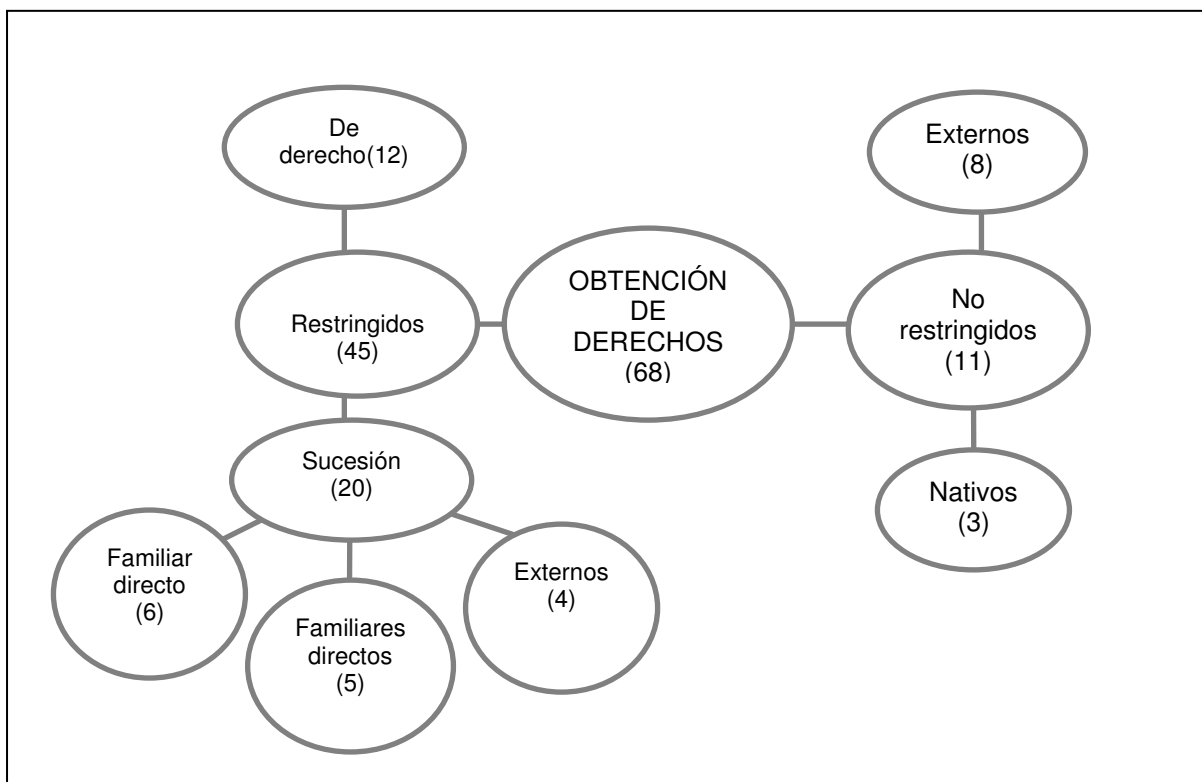 De
derecho(12)
Externos
(8)
OBTENCIÓN
DE
DERECHOS
(68)
Restringidos
(45)
No
restringidos
(11)
Sucesión
(20)
Nativos
(3)
Familiar
directo
(6)
Familiares
directos
(5)
Externos
(4)